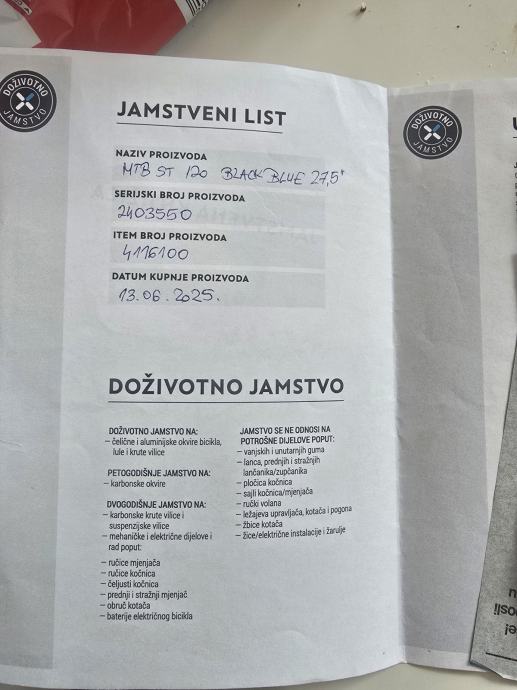 DOŽIVOTNO
JAMSTVO
JAMSTVENI LIST
NAZIV PROIZVODA
MTB ST 120 BLACK BLUE 27,5"
SERIJSKI BROJ PROIZVODA
2403550
ITEM BROJ PROIZVODA
4116100
DATUM KUPNJE PROIZVODA
13.06.2025.
DOŽIVOTNO JAMSTVO
DOŽIVOTNO JAMSTVO NA:
– čelične i aluminijske okvire bicikla,
lule i krute vilice
PETOGODIŠNJE JAMSTVO NA:
– karbonske okvire
DVOGODIŠNJE JAMSTVO NA:
– karbonske krute vilice i
suspenzijske vilice
– mehaničke i električne dijelove i
rad poput:
– ručice mjenjača
– ručice kočnica
– čeljusti kočnica
– prednji i stražnji mjenjač
– obruč kotača
– baterije električnog bicikla
JAMSTVO SE NE ODNOSI NA
POTROŠNE DIJELOVE POPUT:
– vanjskih i unutarnjih guma
– lanca, prednjih i stražnjih
lančanika/zupčanika
– pločica kočnica
– sajli kočnica/mjenjača
– ručki volana
– ležajeva upravljača, kotača i pogona
– žbice kotača
– žice/električne instalacije i žarulje
DOŽIVOTNO
JAMSTVO